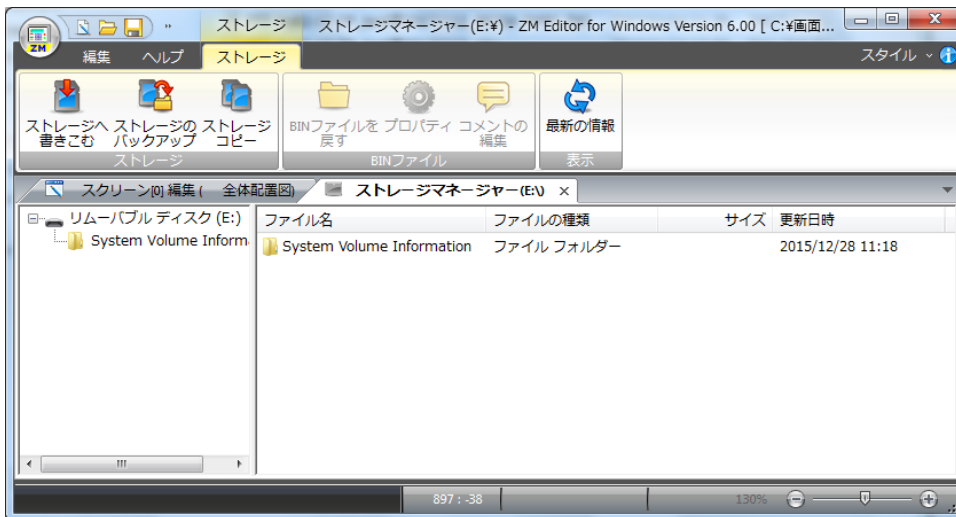 ストレージ ストレージマネージャー(E:¥) - ZM Editor for Windows Version 6.00 [ C:¥画面...
ZM 編集 ヘルプ ストレージ スタイル
ストレージへ ストレージの ストレージ BINファイルを プロパティ コメントの 最新の情報
書きこむ バックアップ コピー 戻す 編集
ストレージ BINファイル 表示
スクリーン[0] 編集 ( 全体配置図) ストレージマネージャー(E:\) ×
リムーバブル ディスク (E:) ファイル名 ファイルの種類 サイズ 更新日時
System Volume Inform System Volume Information ファイル フォルダー 2015/12/28 11:18
897 : -38 130%